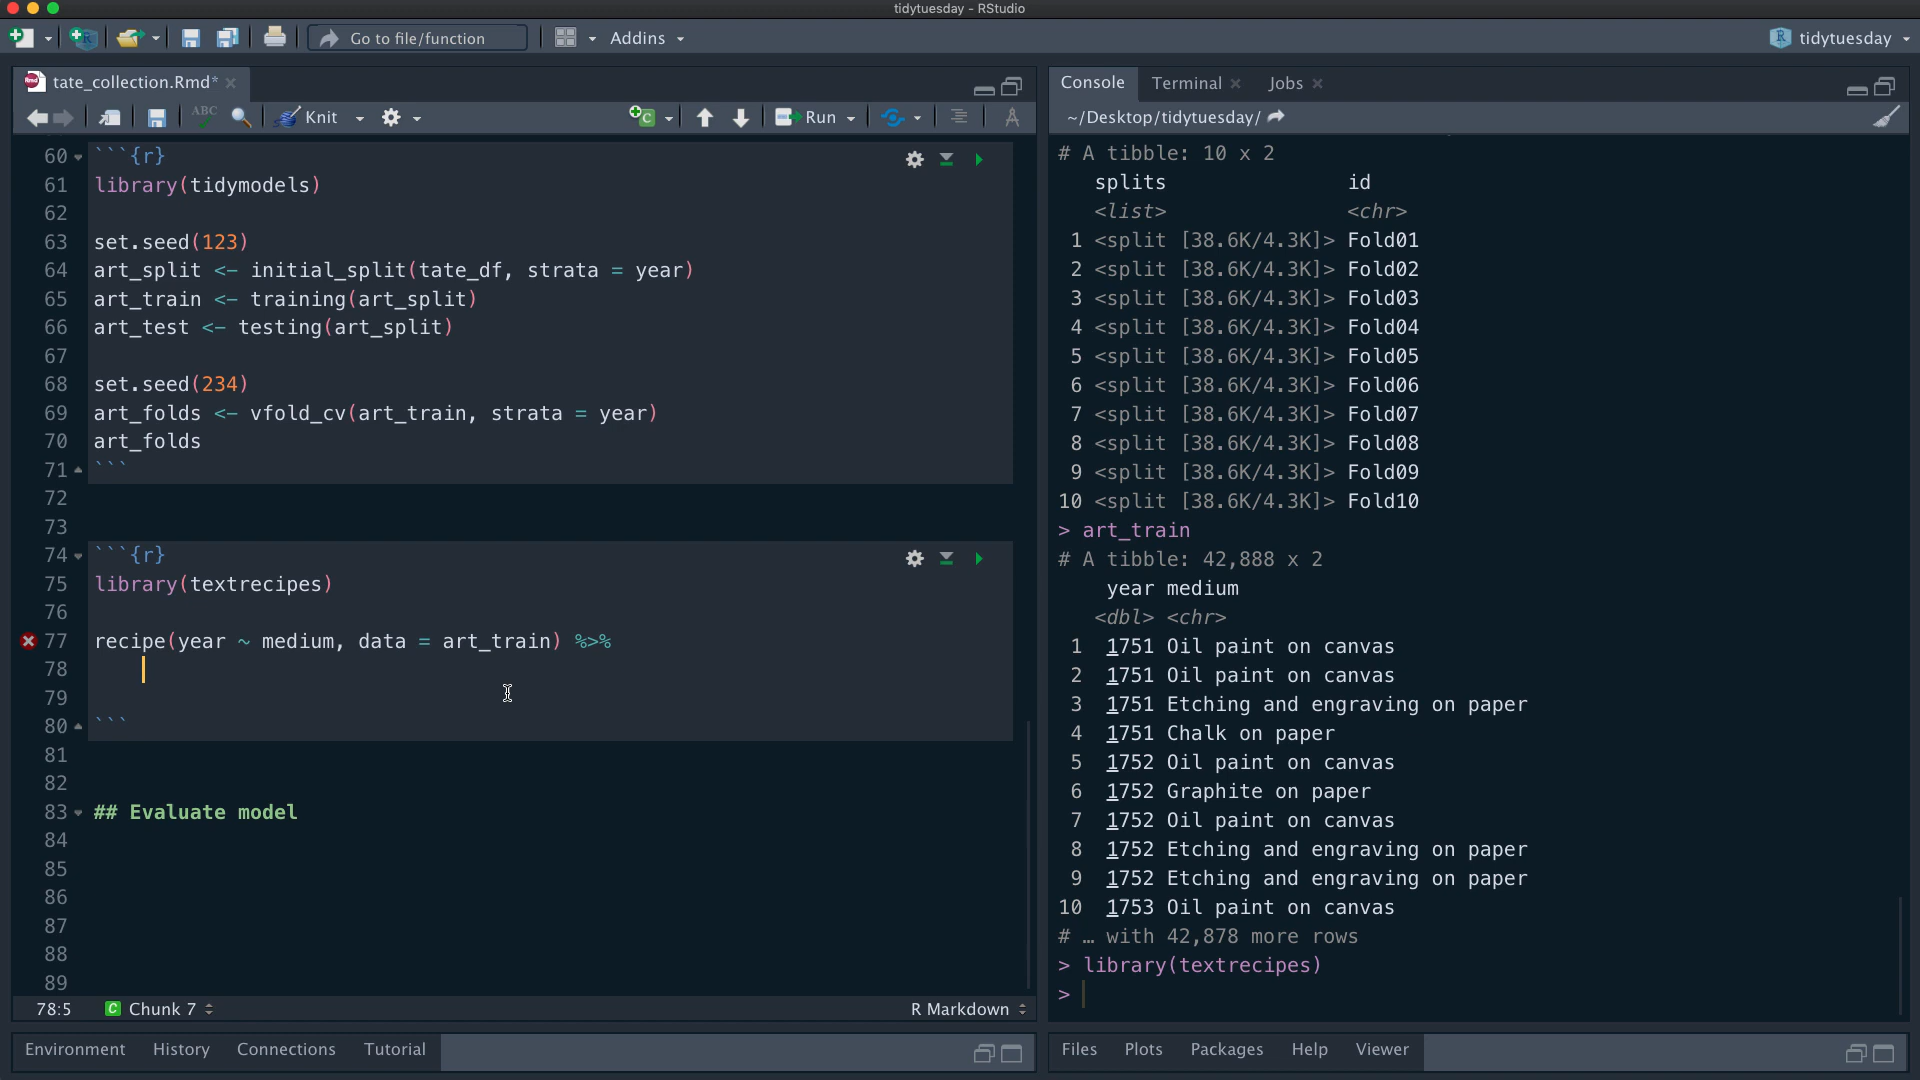 tidytuesday - RStudio
Go to file/function
Addins
tidytuesday
tate_collection.Rmd*
ABC
Knit
Run
60 ```{r}
61 library(tidymodels)
62
63 set.seed(123)
64 art_split <- initial_split(tate_df, strata = year)
65 art_train <- training(art_split)
66 art_test <- testing(art_split)
67
68 set.seed(234)
69 art_folds <- vfold_cv(art_train, strata = year)
70 art_folds
71 ```
72
73
74 ```{r}
75 library(textrecipes)
76
77 recipe(year ~ medium, data = art_train) %>%
78
79
80 ```
81
82
83 ## Evaluate model
84
85
86
87
88
89
78:5
C Chunk 7
R Markdown
Environment
History
Connections
Tutorial
Console
Terminal
Jobs
~/Desktop/tidytuesday/
# A tibble: 10 x 2
splits id
<list> <chr>
1 <split [38.6K/4.3K]> Fold01
2 <split [38.6K/4.3K]> Fold02
3 <split [38.6K/4.3K]> Fold03
4 <split [38.6K/4.3K]> Fold04
5 <split [38.6K/4.3K]> Fold05
6 <split [38.6K/4.3K]> Fold06
7 <split [38.6K/4.3K]> Fold07
8 <split [38.6K/4.3K]> Fold08
9 <split [38.6K/4.3K]> Fold09
10 <split [38.6K/4.3K]> Fold10
> art_train
# A tibble: 42,888 x 2
year medium
<dbl> <chr>
1 1751 Oil paint on canvas
2 1751 Oil paint on canvas
3 1751 Etching and engraving on paper
4 1751 Chalk on paper
5 1752 Oil paint on canvas
6 1752 Graphite on paper
7 1752 Oil paint on canvas
8 1752 Etching and engraving on paper
9 1752 Etching and engraving on paper
10 1753 Oil paint on canvas
# … with 42,878 more rows
> library(textrecipes)
>
Files
Plots
Packages
Help
Viewer